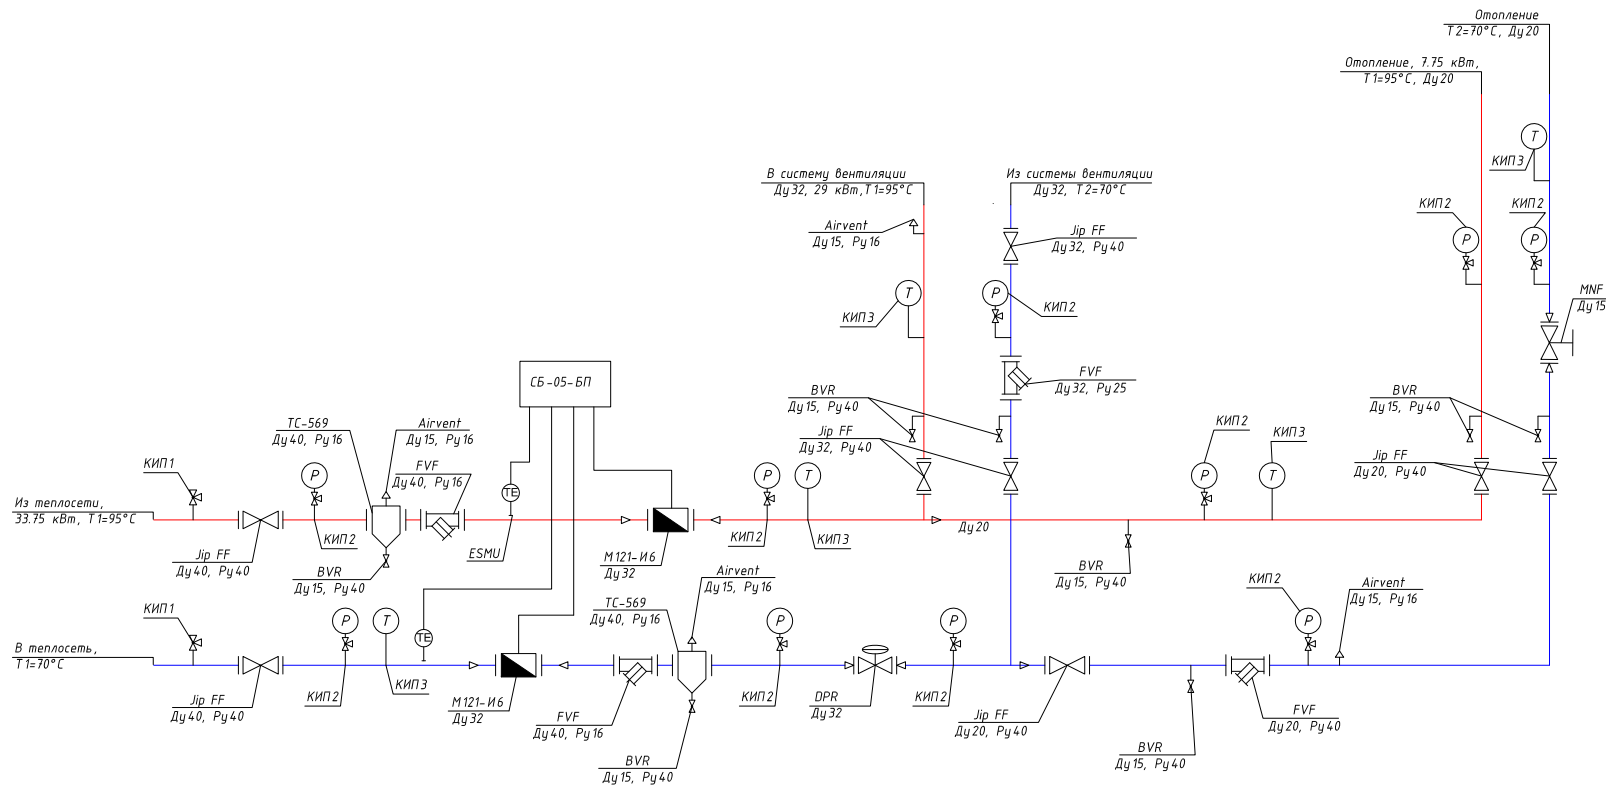 Отопление
Т2=70°С, Ду20
Отопление, 7.75 кВт,
Т1=95°С, Ду20
Т
КИП3
В систему вентиляции
Ду32, 29 кВт,Т1=95°С
Из системы вентиляции
Ду32, Т2=70°С
КИП2
КИП2
Р
Р
Airvent
Ду15, Ру16
Jip FF
Ду32, Ру40
MNF
Ду15
Т
КИП3
Р
КИП2
СБ-05-БП
FVF
Ду32, Ру25
BVR
Ду15, Ру40
BVR
Ду15, Ру40
ТС-569
Ду40, Ру16
Airvent
Ду15, Ру16
Jip FF
Ду32, Ру40
КИП2
КИП3
Jip FF
Ду20, Ру40
КИП1
Р
FVF
Ду40, Ру16
Р
Т
Р
Т
ТЕ
Из теплосети,
33.75 кВт, Т1=95°С
Ду20
КИП2
КИП2
КИП3
Jip FF
Ду40, Ру40
ESMU
М121-И6
Ду32
BVR
Ду15, Ру40
BVR
Ду15, Ру40
Airvent
Ду15, Ру16
КИП2
Airvent
Ду15, Ру16
КИП1
ТС-569
Ду40, Ру16
Р
Т
ТЕ
Р
Р
Р
В теплосеть,
Т1=70°С
Jip FF
Ду40, Ру40
КИП2
КИП3
М121-И6
Ду32
КИП2
DPR
Ду32
КИП2
FVF
Ду40, Ру16
Jip FF
Ду20, Ру40
FVF
Ду20, Ру40
BVR
Ду15, Ру40
BVR
Ду15, Ру40